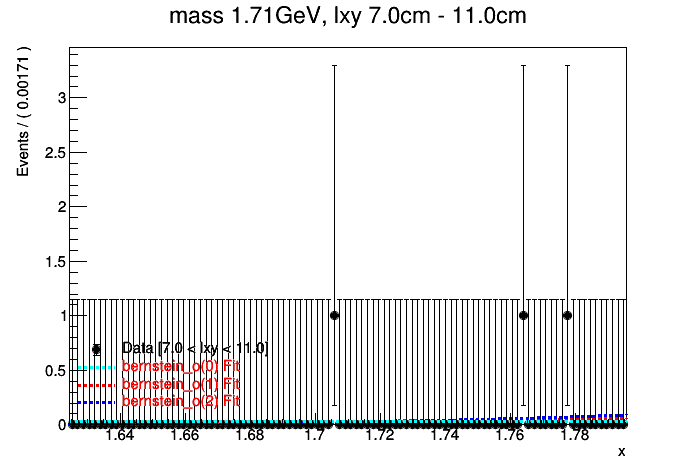 mass 1.71GeV, lxy 7.0cm - 11.0cm
Events / ( 0.00171 )
3
2.5
2
1.5
1
0.5
0
Data [7.0 < lxy < 11.0]
bernstein_o(0) Fit
bernstein_o(1) Fit
bernstein_o(2) Fit
1.64 1.66 1.68 1.7 1.72 1.74 1.76 1.78
x